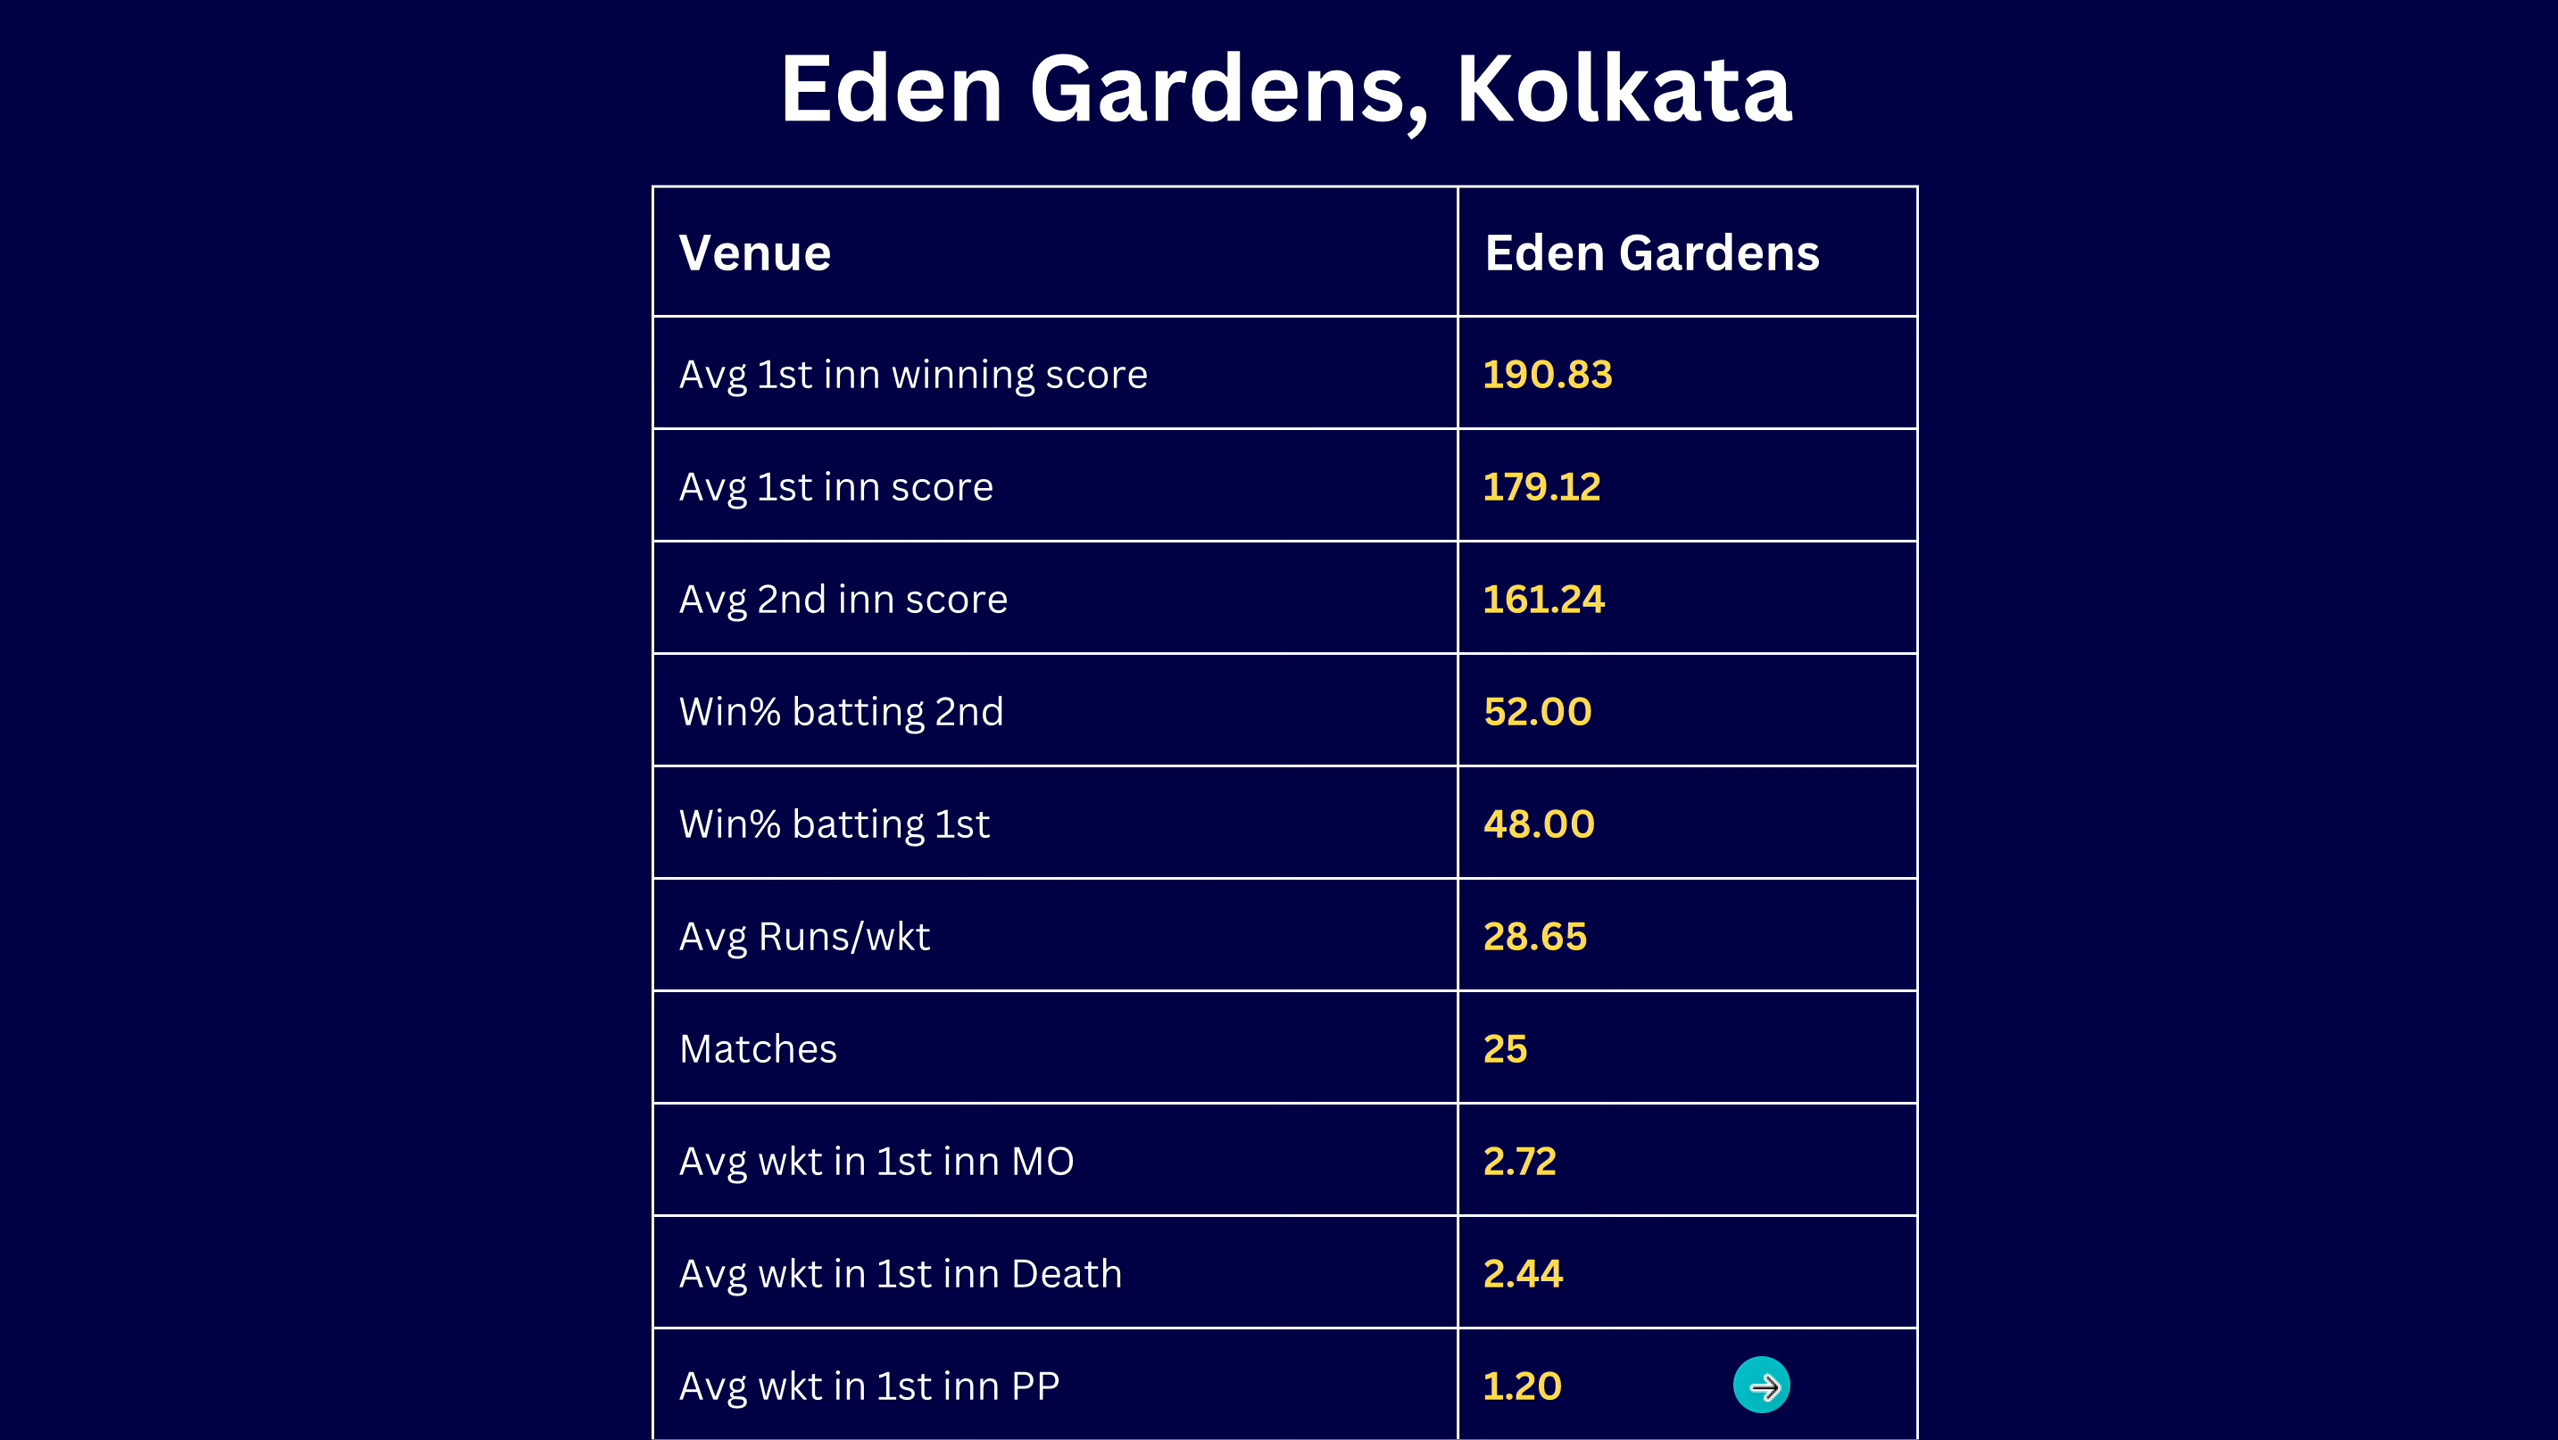 Eden Gardens, Kolkata
Venue Eden Gardens
Avg 1st inn winning score 190.83
Avg 1st inn score 179.12
Avg 2nd inn score 161.24
Win% batting 2nd 52.00
Win% batting 1st 48.00
Avg Runs/wkt 28.65
Matches 25
Avg wkt in 1st inn MO 2.72
Avg wkt in 1st inn Death 2.44
Avg wkt in 1st inn PP 1.20